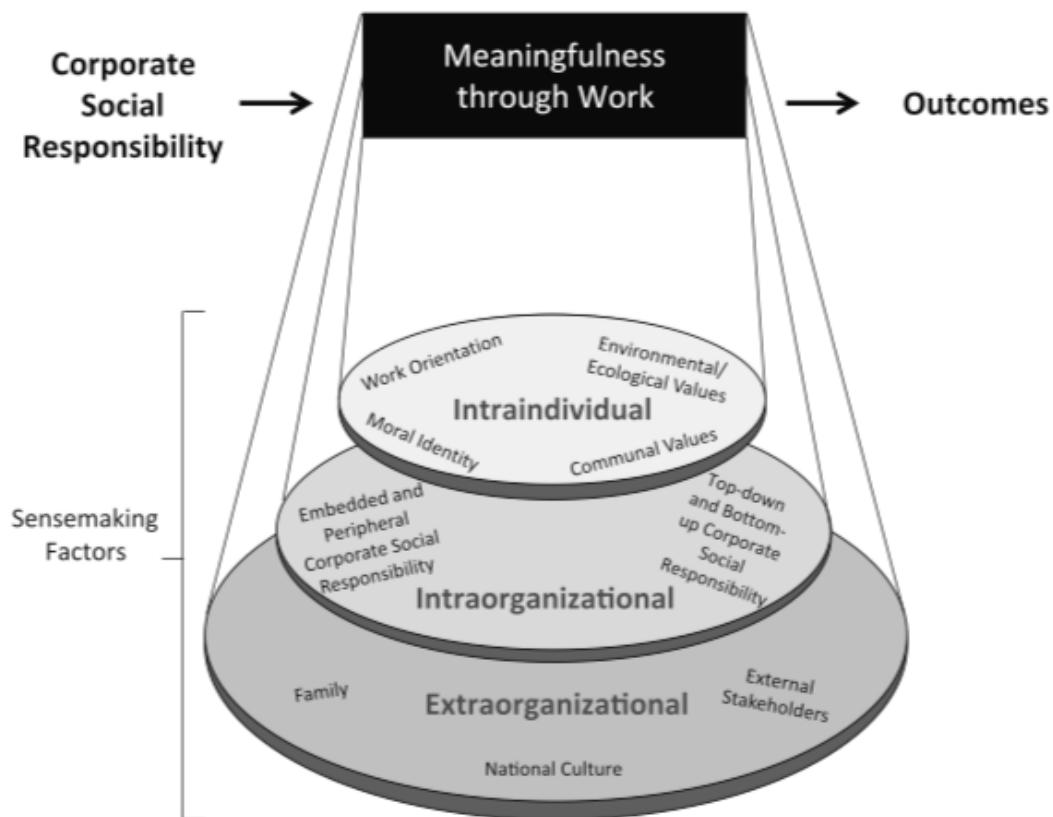 Corporate
Social
Responsibility
Meaningfulness
through Work
Outcomes
Sensemaking
Factors
Work Orientation
Environmental/
Ecological Values
Intraindividual
Moral Identity
Communal Values
Embedded and
Peripheral
Corporate Social
Responsibility
Top-down
and Bottom-
up Corporate
Social
Responsibility
Intraorganizational
Family
Extraorganizational
External
Stakeholders
National Culture